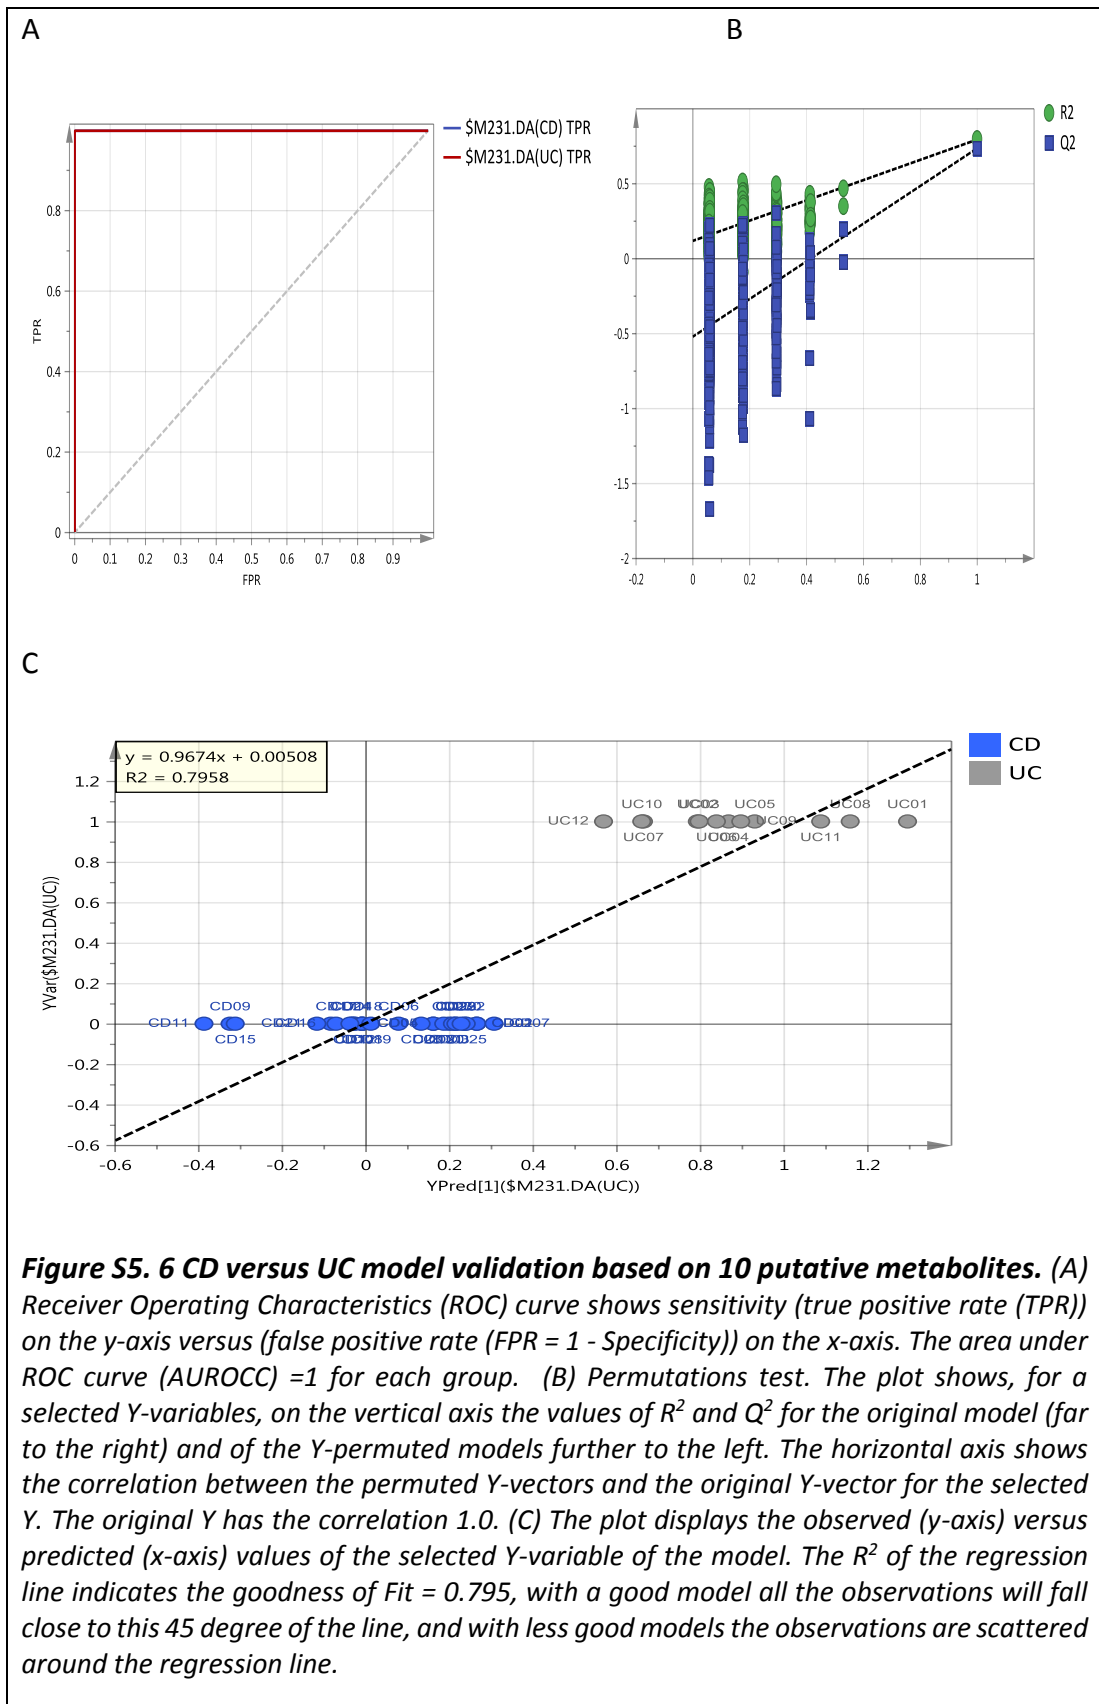 A
B
$M231.DA(CD) TPR
$M231.DA(UC) TPR
0.8
0.6
0.4
0.2
0
TPR
0 0.1 0.2 0.3 0.4 0.5 0.6 0.7 0.8 0.9
FPR
R2
Q2
0.5
0
-0.5
-1
-1.5
-2
-0.2 0 0.2 0.4 0.6 0.8 1
C
y = 0.9674x + 0.00508
R2 = 0.7958
CD
UC
1.2
1
0.8
0.6
0.4
0.2
0
-0.2
-0.4
-0.6
YVar($M231.DA(UC))
UC10 UC03 UC05 UC08 UC01
UC12 UC09
UC07 UC04 UC11
CD09 CD06
CD11 CD21
CD15
-0.6 -0.4 -0.2 0 0.2 0.4 0.6 0.8 1 1.2
YPred[1]($M231.DA(UC))
Figure S5. 6 CD versus UC model validation based on 10 putative metabolites. (A)
Receiver Operating Characteristics (ROC) curve shows sensitivity (true positive rate (TPR))
on the y-axis versus (false positive rate (FPR = 1 - Specificity)) on the x-axis. The area under
ROC curve (AUROCC) =1 for each group. (B) Permutations test. The plot shows, for a
selected Y-variables, on the vertical axis the values of R² and Q² for the original model (far
to the right) and of the Y-permuted models further to the left. The horizontal axis shows
the correlation between the permuted Y-vectors and the original Y-vector for the selected
Y. The original Y has the correlation 1.0. (C) The plot displays the observed (y-axis) versus
predicted (x-axis) values of the selected Y-variable of the model. The R² of the regression
line indicates the goodness of Fit = 0.795, with a good model all the observations will fall
close to this 45 degree of the line, and with less good models the observations are scattered
around the regression line.